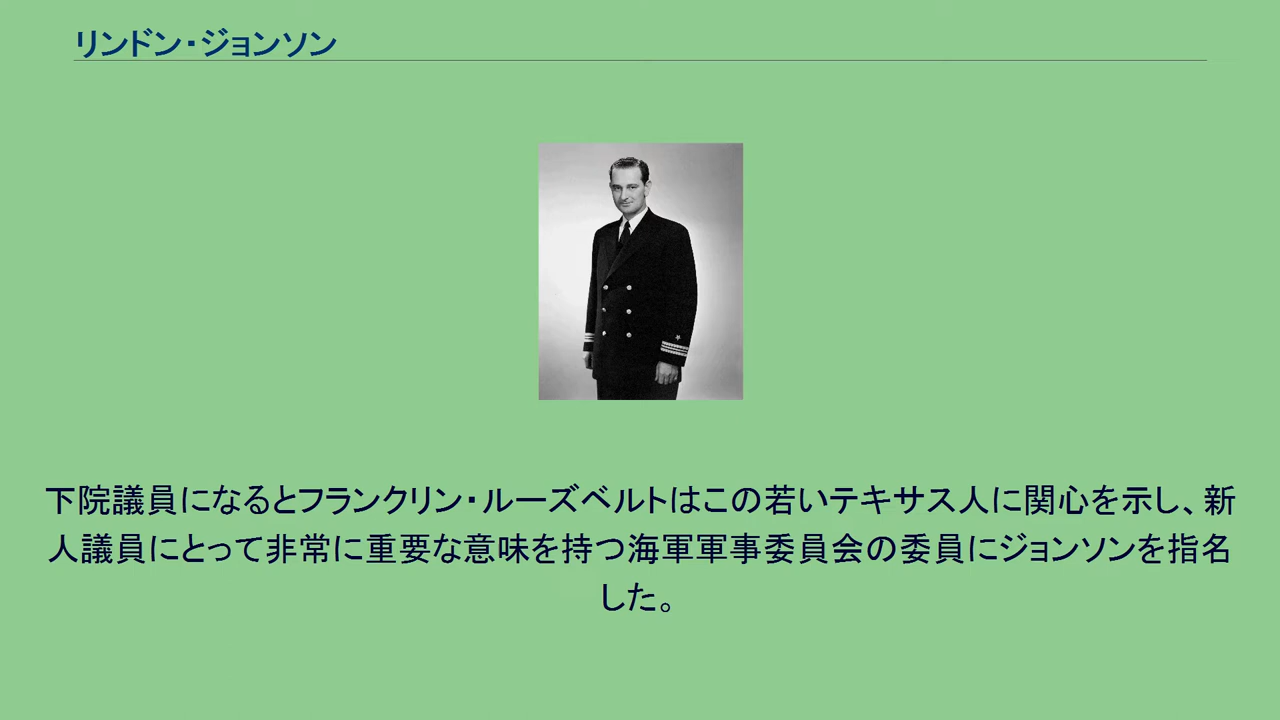 リンドン・ジョンソン
下院議員になるとフランクリン・ルーズベルトはこの若いテキサス人に関心を示し、新
人議員にとって非常に重要な意味を持つ海軍軍事委員会の委員にジョンソンを指名
した。